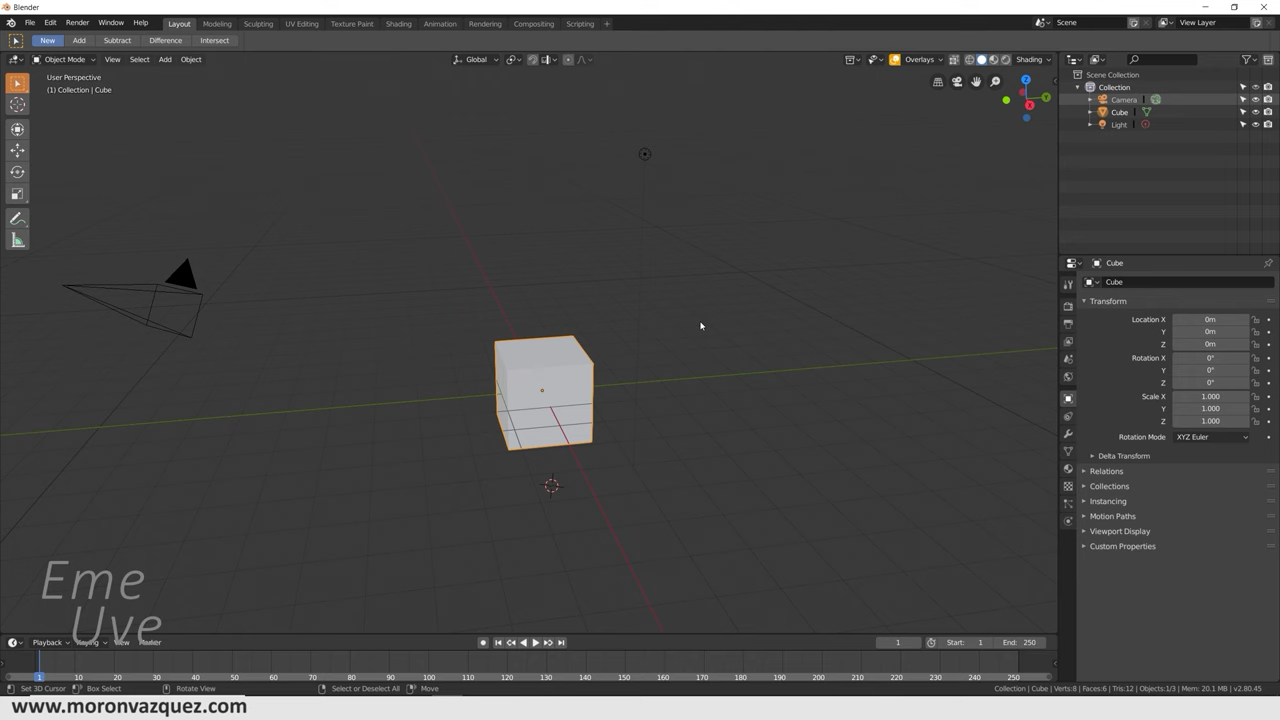 Blender
File Edit Render Window Help Layout Modeling Sculpting UV Editing Texture Paint Shading Animation Rendering Compositing Scripting + Scene View Layer
New Add Subtract Difference Intersect
Object Mode View Select Add Object Global Overlays Shading
User Perspective
(1) Collection | Cube
Scene Collection
Collection
Camera
Cube
Light
Cube
Cube
Transform
Location X 0m
Y 0m
Z 0m
Rotation X 0°
Y 0°
Z 0°
Scale X 1.000
Y 1.000
Z 1.000
Rotation Mode XYZ Euler
Delta Transform
Relations
Collections
Instancing
Motion Paths
Viewport Display
Custom Properties
Eme
Uve
Playback Keying View Marker 1 Start: 1 End: 250
1 10 20 30 40 50 60 70 80 90 100 110 120 130 140 150 160 170 180 190 200 210 220 230 240 250
Set 3D Cursor Box Select Rotate View Select or Deselect All Move Collection | Cube | Verts:8 | Faces:6 | Tris:12 | Objects:1/3 | Mem: 20.1 MB | v2.80.45
www.moronvazquez.com